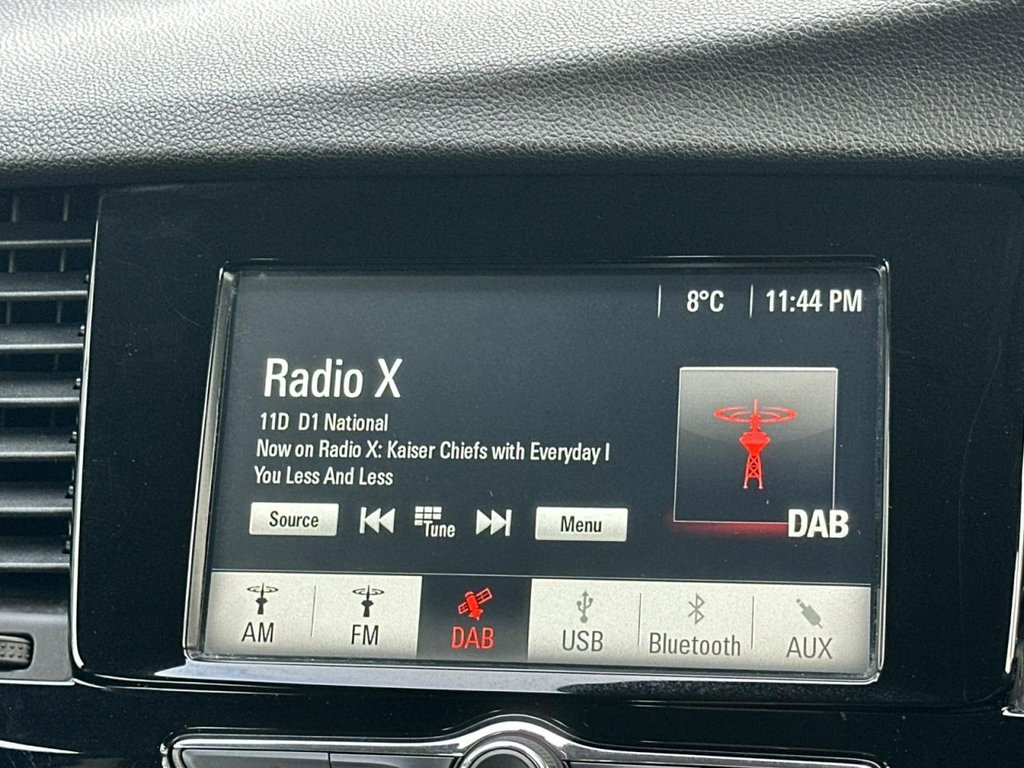 8°C 11:44 PM
Radio X
11D D1 National
Now on Radio X: Kaiser Chiefs with Everyday I
You Less And Less
Source Tune Menu
DAB
AM FM DAB USB Bluetooth AUX